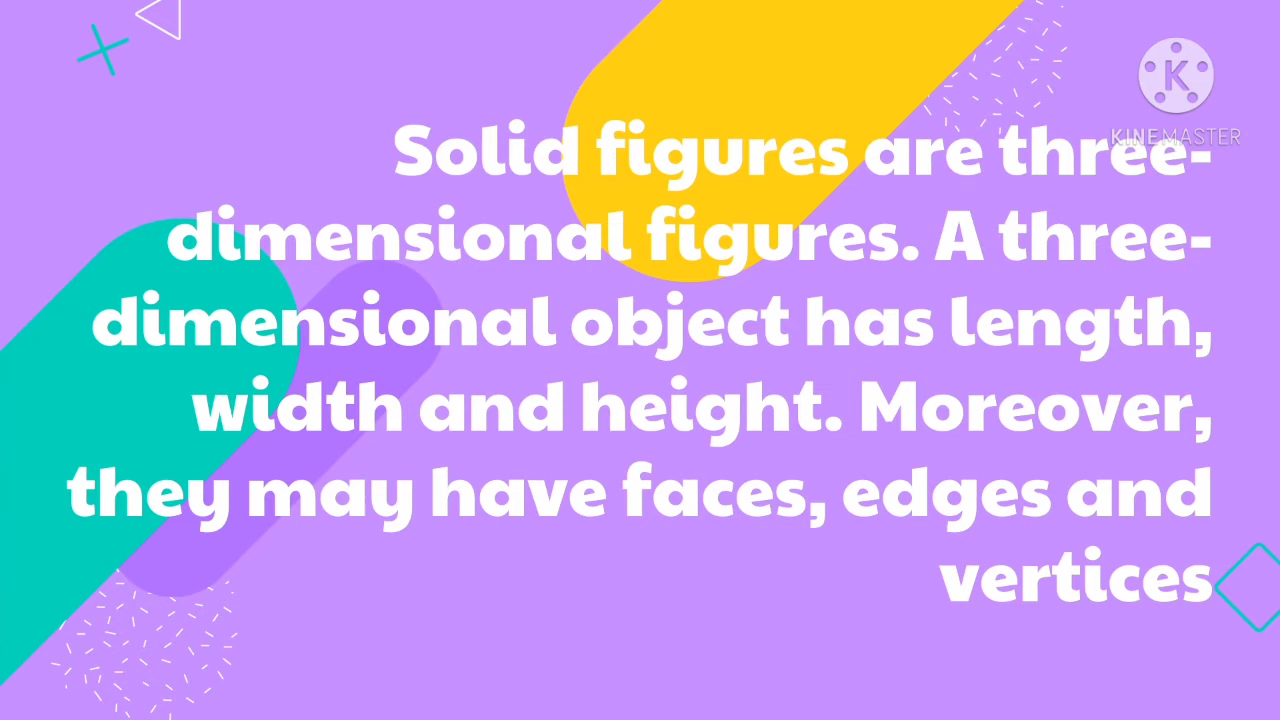 Solid figures are three-
dimensional figures. A three-
dimensional object has length,
width and height. Moreover,
they may have faces, edges and
vertices
K
KINEMASTER